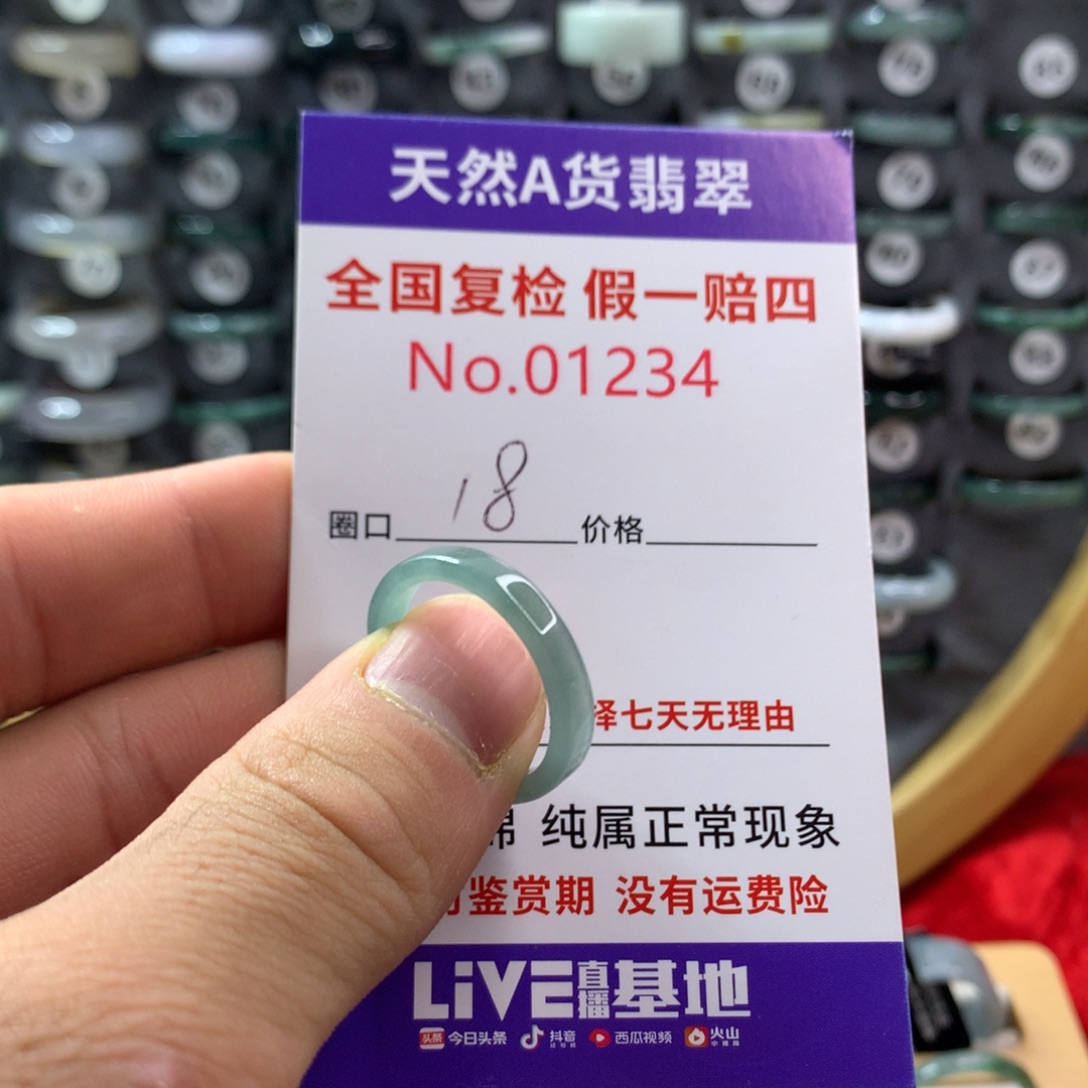 天然A货翡翠
全国复检 假一赔四
No.01234
圈口 18 价格
择七天无理由
棉 纯属正常现象
鉴赏期 没有运费险
LiVE直播基地
头条 今日头条 抖音 西瓜视频 火山